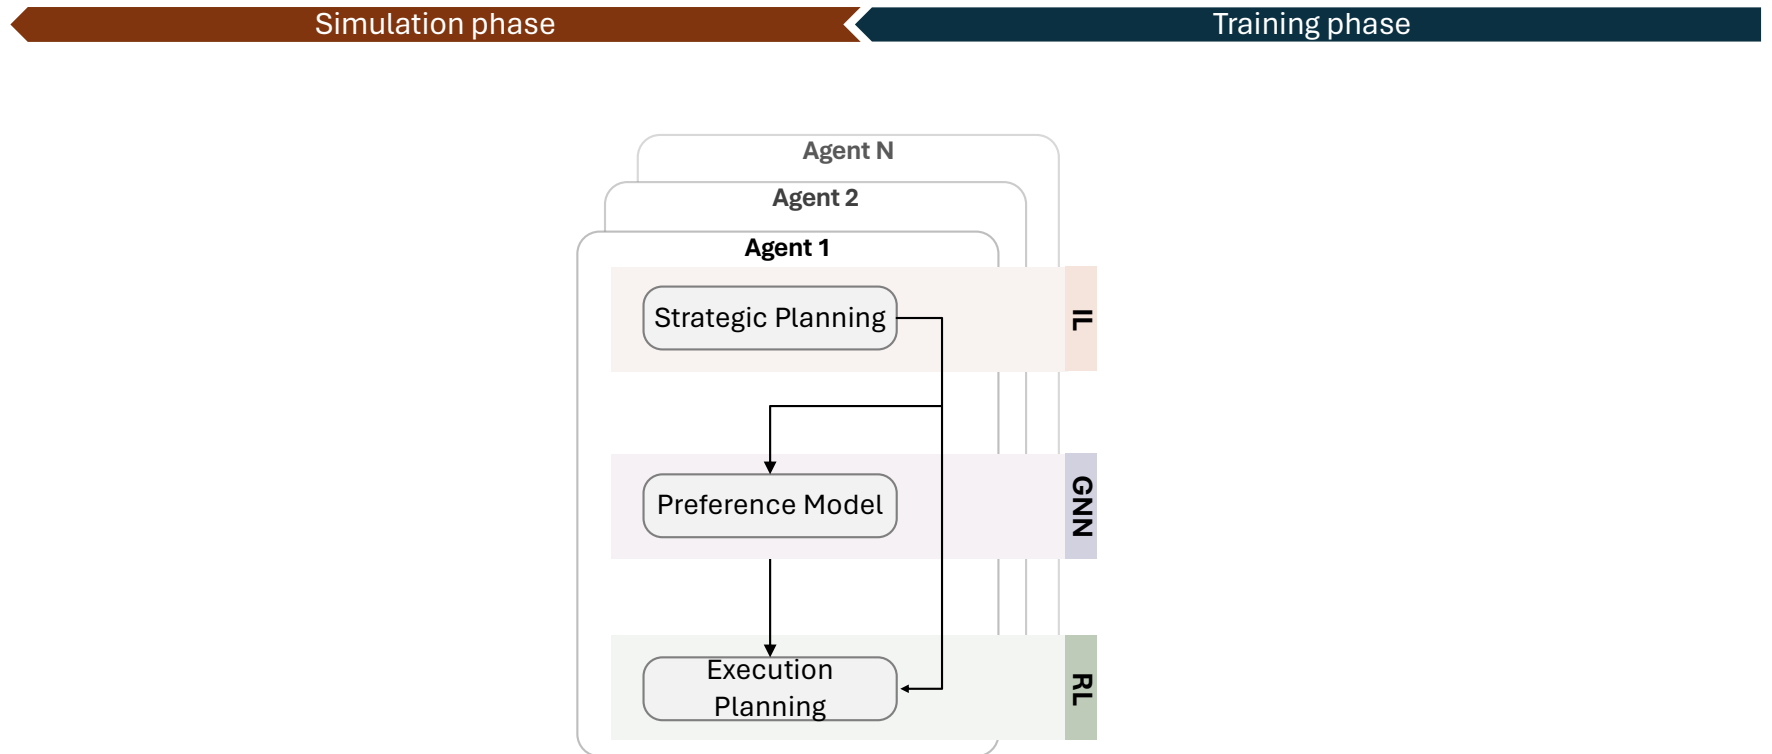 Simulation phase
Training phase
Agent N
Agent 2
Agent 1
Strategic Planning
IL
Preference Model
GNN
Execution
Planning
RL